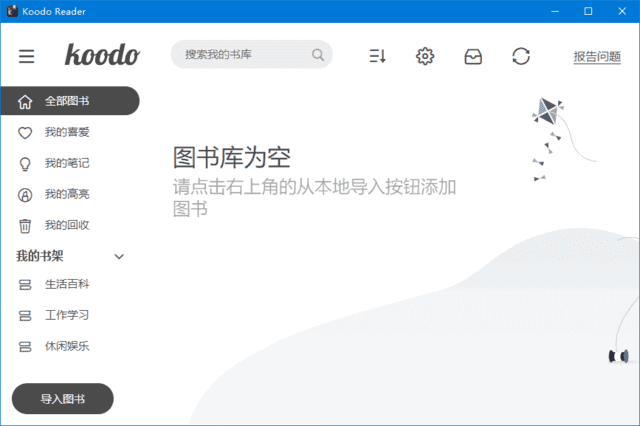 Koodo Reader
koodo
搜索我的书库
报告问题
全部图书
我的喜爱
我的笔记
我的高亮
我的回收
我的书架
生活百科
工作学习
休闲娱乐
导入图书
图书库为空
请点击右上角的从本地导入按钮添加
图书